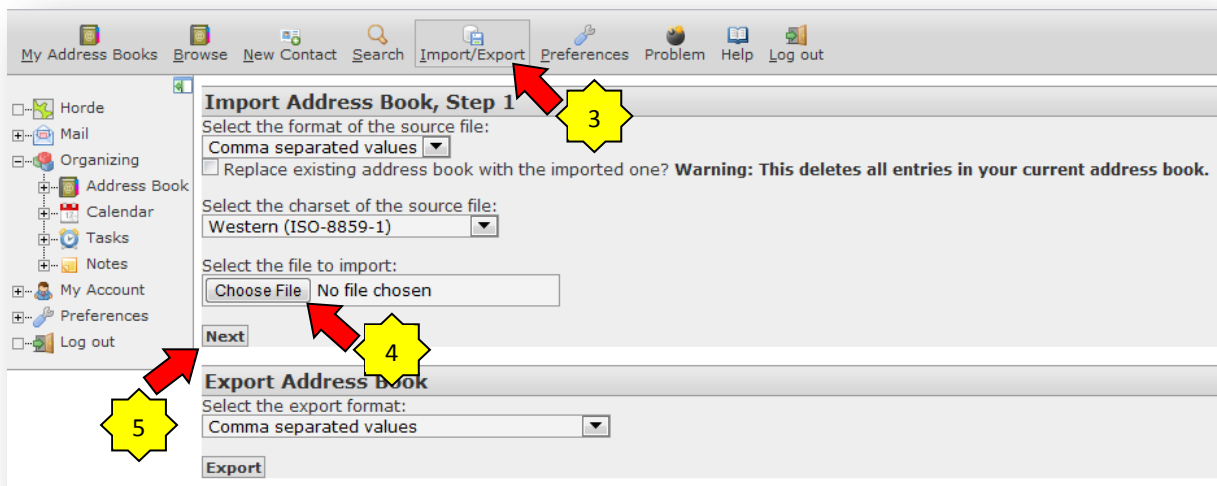 My Address Books Browse New Contact Search Import/Export Preferences Problem Help Log out
3
Horde
Mail
Organizing
Address Book
Calendar
Tasks
Notes
My Account
Preferences
Log out
Import Address Book, Step 1
Select the format of the source file:
Comma separated values
Replace existing address book with the imported one? Warning: This deletes all entries in your current address book.
Select the charset of the source file:
Western (ISO-8859-1)
Select the file to import:
Choose File No file chosen
4
Next
5
Export Address Book
Select the export format:
Comma separated values
Export